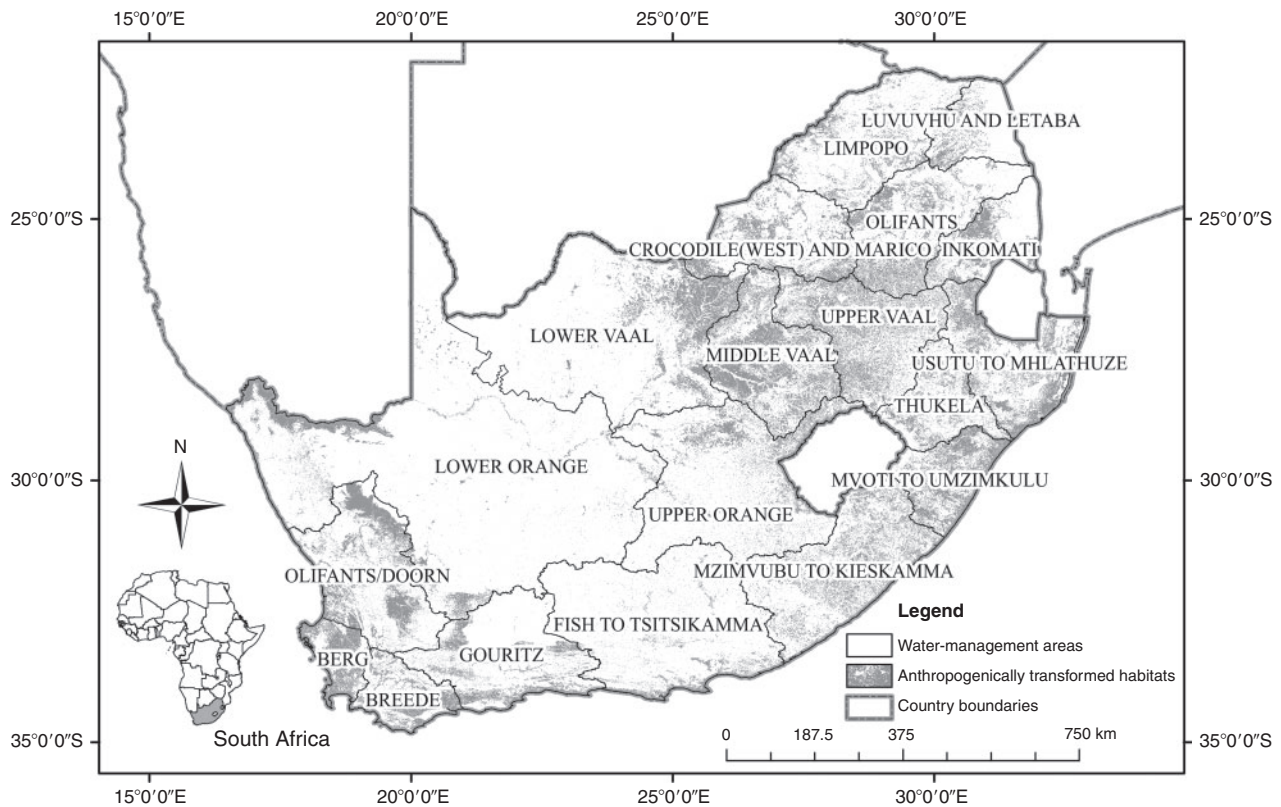 15°0′0″E 20°0′0″E 25°0′0″E 30°0′0″E
LUVUVHU AND LETABA
LIMPOPO
25°0′0″S 25°0′0″S
OLIFANTS
CROCODILE(WEST) AND MARICO INKOMATI
UPPER VAAL
LOWER VAAL
MIDDLE VAAL
USUTU TO MHLATHUZE
THUKELA
N
LOWER ORANGE
30°0′0″S 30°0′0″S
MVOTI TO UMZIMKULU
UPPER ORANGE
MZIMVUBU TO KIESKAMMA
OLIFANTS/DOORN
FISH TO TSITSIKAMMA
GOURITZ
BERG
BREEDE
Legend
Water-management areas
Anthropogenically transformed habitats
Country boundaries
South Africa
0 187.5 375 750 km
35°0′0″S 35°0′0″S
15°0′0″E 20°0′0″E 25°0′0″E 30°0′0″E